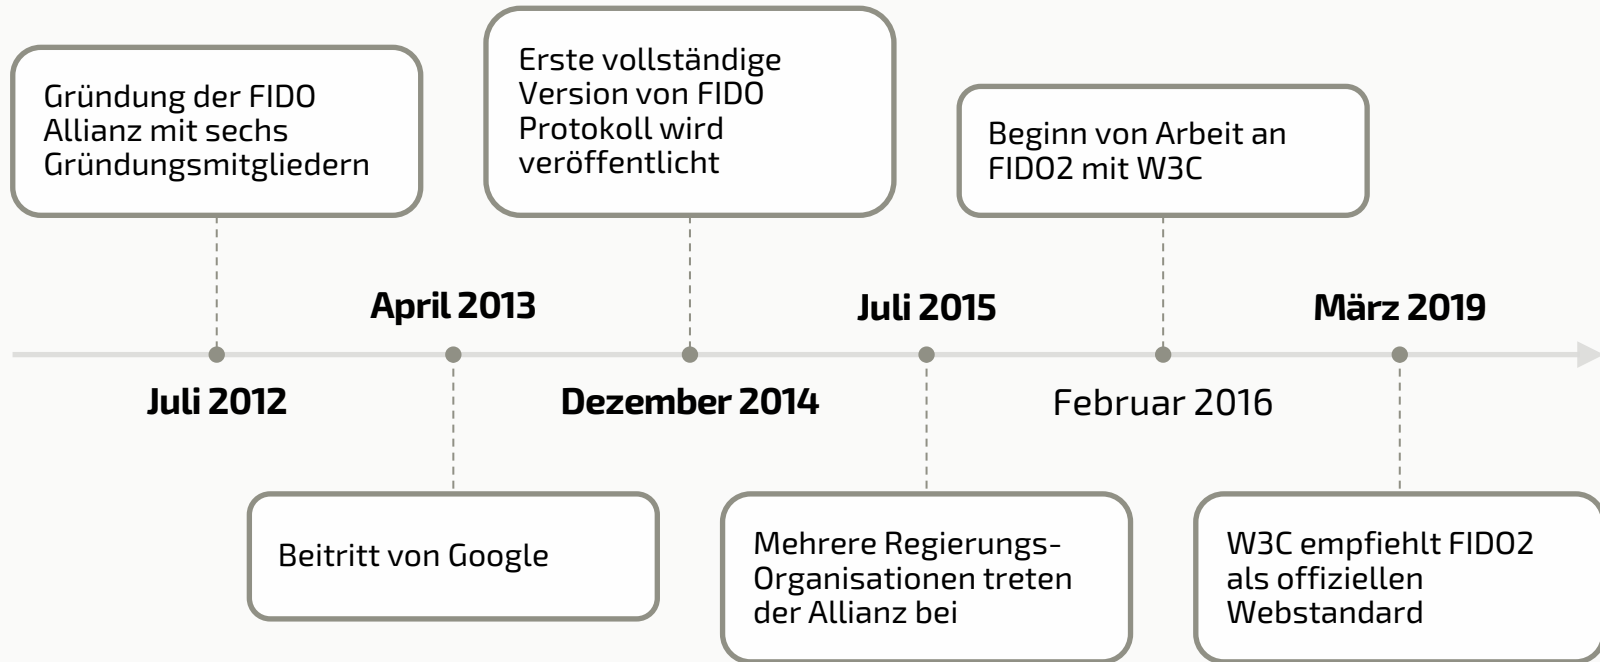 Gründung der FIDO
Allianz mit sechs
Gründungsmitgliedern
Erste vollständige
Version von FIDO
Protokoll wird
veröffentlicht
Beginn von Arbeit an
FIDO2 mit W3C
April 2013
Juli 2015
März 2019
Juli 2012
Dezember 2014
Februar 2016
Beitritt von Google
Mehrere Regierungs-
Organisationen treten
der Allianz bei
W3C empfiehlt FIDO2
als offiziellen
Webstandard